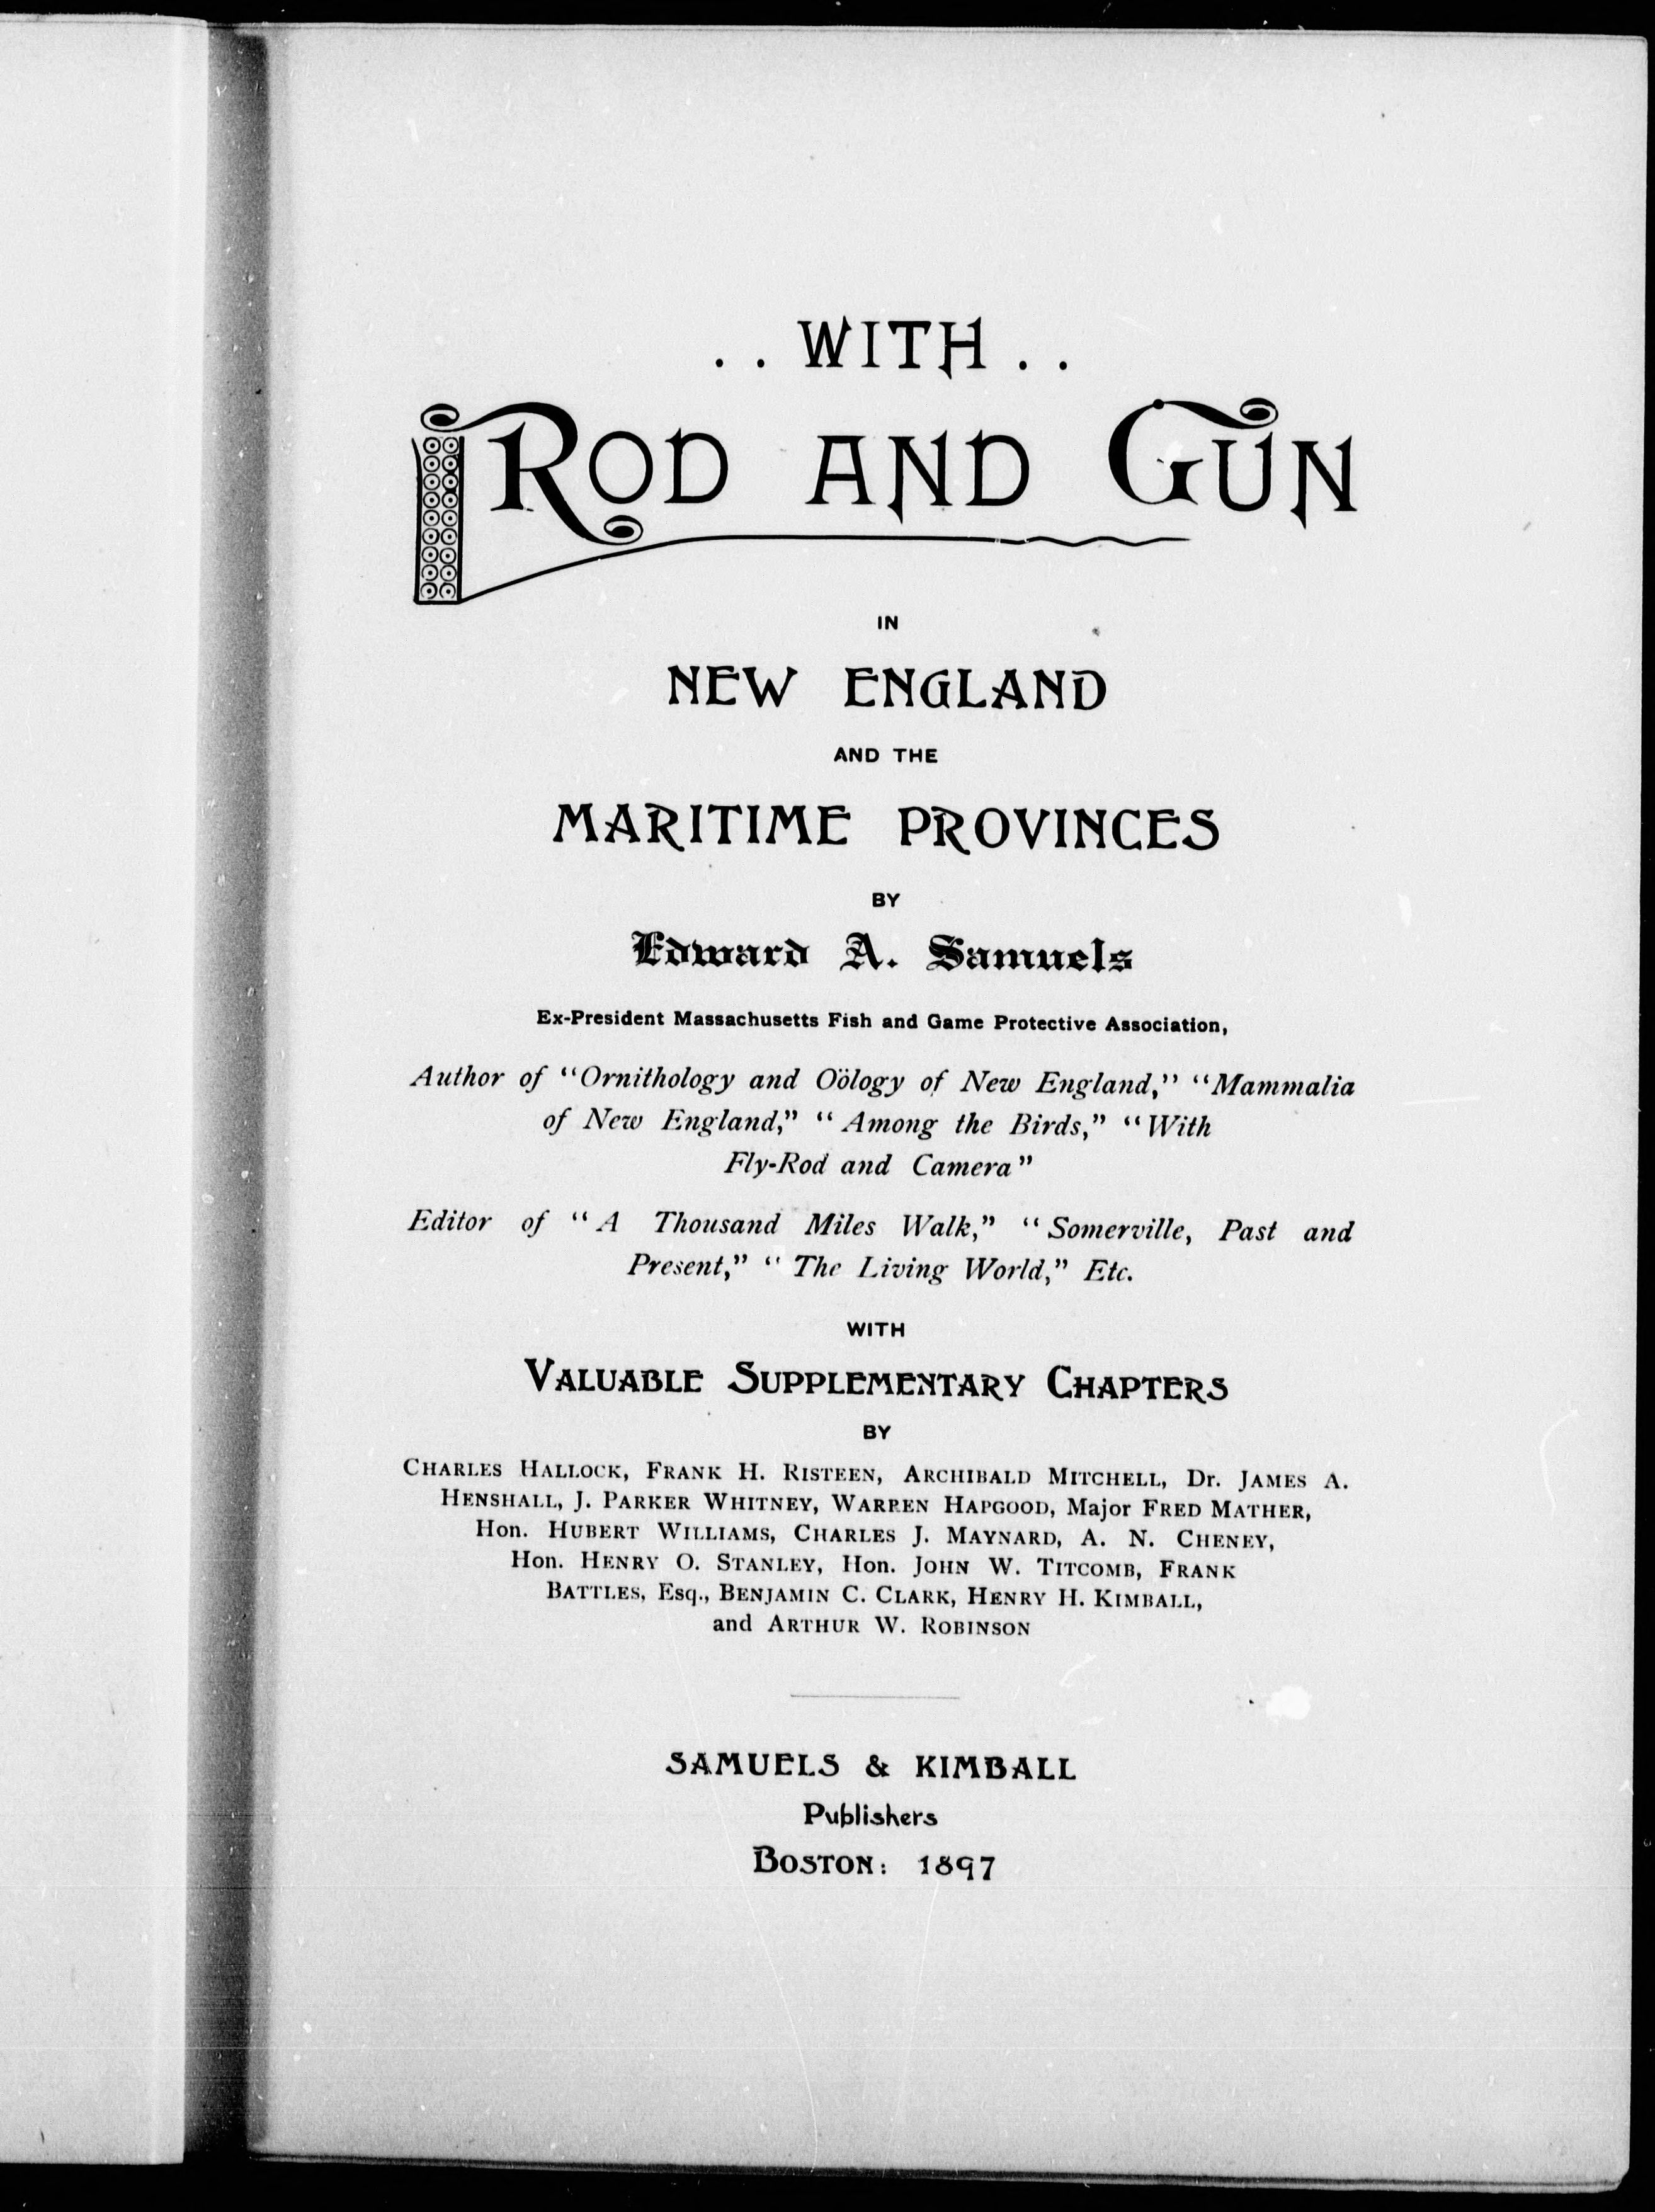 . . WITH . .
ROD AND GUN
IN
NEW ENGLAND
AND THE
MARITIME PROVINCES
BY
Edward A. Samuels
Ex-President Massachusetts Fish and Game Protective Association,
Author of “Ornithology and Oölogy of New England,” “Mammalia
of New England,” “Among the Birds,” “With
Fly-Rod and Camera”
Editor of “A Thousand Miles Walk,” “Somerville, Past and
Present,” “The Living World,” Etc.
WITH
VALUABLE SUPPLEMENTARY CHAPTERS
BY
CHARLES HALLOCK, FRANK H. RISTEEN, ARCHIBALD MITCHELL, Dr. JAMES A.
HENSHALL, J. PARKER WHITNEY, WARREN HAPGOOD, Major FRED MATHER,
Hon. HUBERT WILLIAMS, CHARLES J. MAYNARD, A. N. CHENEY,
Hon. HENRY O. STANLEY, Hon. JOHN W. TITCOMB, FRANK
BATTLES, Esq., BENJAMIN C. CLARK, HENRY H. KIMBALL,
and ARTHUR W. ROBINSON
SAMUELS & KIMBALL
Publishers
BOSTON: 1897